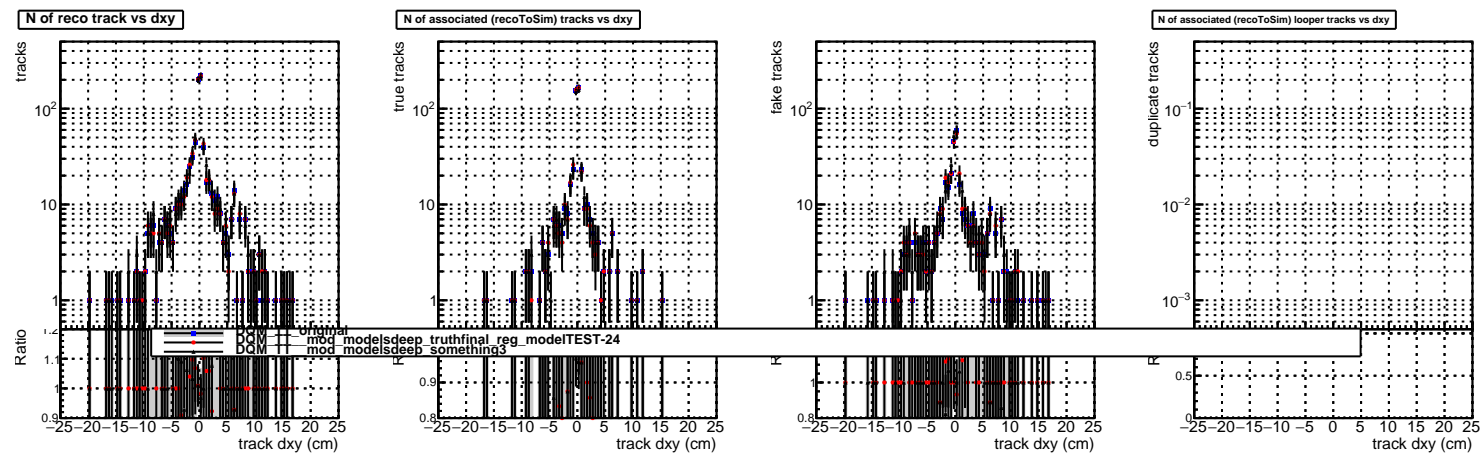 N of reco track vs dxy
N of associated (recoToSim) tracks vs dxy
N of associated (recoToSim) looper tracks vs dxy
tracks
10²
10
1
true tracks
10²
10
1
fake tracks
10²
10
1
duplicate tracks
10⁻¹
10⁻²
10⁻³
original
mod_modelsdeep_truthfinal_reg_modelTEST-24
mod_modelsdeep_something3
Ratio
1.2
1.1
1
0.9
0.9
0.8
1
0.8
0.5
0
−25 −20 −15 −10 −5 0 5 10 15 20 25
track dxy (cm)
−25 −20 −15 −10 −5 0 5 10 15 20 25
track dxy (cm)
−25 −20 −15 −10 −5 0 5 10 15 20 25
track dxy (cm)
−25 −20 −15 −10 −5 0 5 10 15 20 25
track dxy (cm)